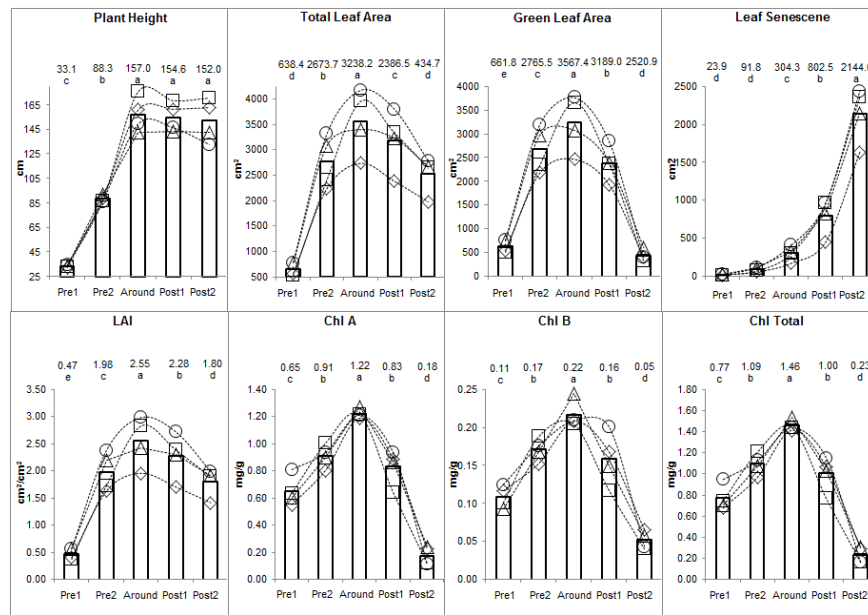 Plant Height
33.1 88.3 157.0 154.6 152.0
c b a a a
165
145
125
105
85
65
45
25
cm
Pre1 Pre2 Around Post1 Post2
Total Leaf Area
638.4 2673.7 3238.2 2386.5 434.7
d b a c d
4000
3500
3000
2500
2000
1500
1000
500
cm²
Pre1 Pre2 Around Post1 Post2
Green Leaf Area
661.8 2765.5 3567.4 3189.0 2520.9
e c a b d
4000
3500
3000
2500
2000
1500
1000
500
0
cm²
Pre1 Pre2 Around Post1 Post2
Leaf Senescene
23.9 91.8 304.3 802.5 2144.0
d d c b a
2500
2000
1500
1000
500
0
cm2
Pre1 Pre2 Around Post1 Post2
LAI
0.47 1.98 2.55 2.28 1.80
e c a b d
3.50
3.00
2.50
2.00
1.50
1.00
0.50
0.00
cm²/cm²
Pre1 Pre2 Around Post1 Post2
Chl A
0.65 0.91 1.22 0.83 0.18
c b a b d
1.40
1.20
1.00
0.80
0.60
0.40
0.20
0.00
mg/g
Pre1 Pre2 Around Post1 Post2
Chl B
0.11 0.17 0.22 0.16 0.05
c b a b d
0.25
0.20
0.15
0.10
0.05
0.00
mg/g
Pre1 Pre2 Around Post1 Post2
Chl Total
0.77 1.09 1.46 1.00 0.23
c b a b d
1.80
1.60
1.40
1.20
1.00
0.80
0.60
0.40
0.20
0.00
mg/g
Pre1 Pre2 Around Post1 Post2